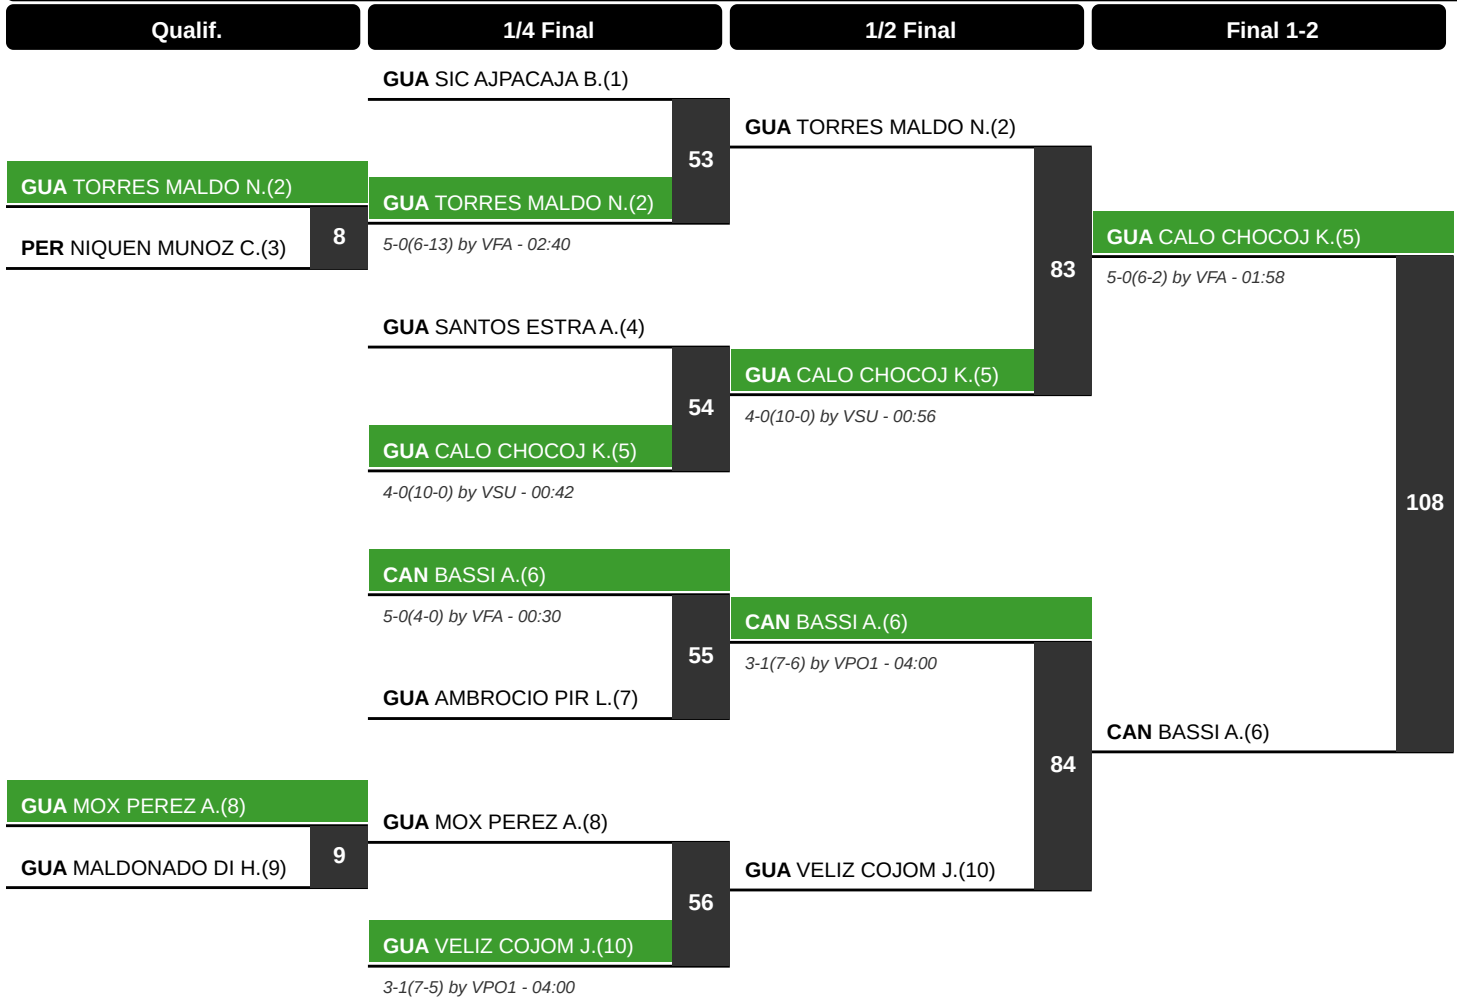 Qualif.
1/4 Final
1/2 Final
Final 1-2
GUA SIC AJPACAJA B.(1)
53
GUA TORRES MALDO N.(2)
GUA TORRES MALDO N.(2)
GUA TORRES MALDO N.(2)
5-0(6-13) by VFA - 02:40
8
PER NIQUEN MUNOZ C.(3)
83
GUA CALO CHOCOJ K.(5)
5-0(6-2) by VFA - 01:58
GUA SANTOS ESTRA A.(4)
54
GUA CALO CHOCOJ K.(5)
4-0(10-0) by VSU - 00:56
GUA CALO CHOCOJ K.(5)
4-0(10-0) by VSU - 00:42
108
CAN BASSI A.(6)
5-0(4-0) by VFA - 00:30
55
CAN BASSI A.(6)
3-1(7-6) by VPO1 - 04:00
GUA AMBROCIO PIR L.(7)
84
CAN BASSI A.(6)
GUA MOX PEREZ A.(8)
9
GUA MALDONADO DI H.(9)
GUA MOX PEREZ A.(8)
56
GUA VELIZ COJOM J.(10)
GUA VELIZ COJOM J.(10)
3-1(7-5) by VPO1 - 04:00